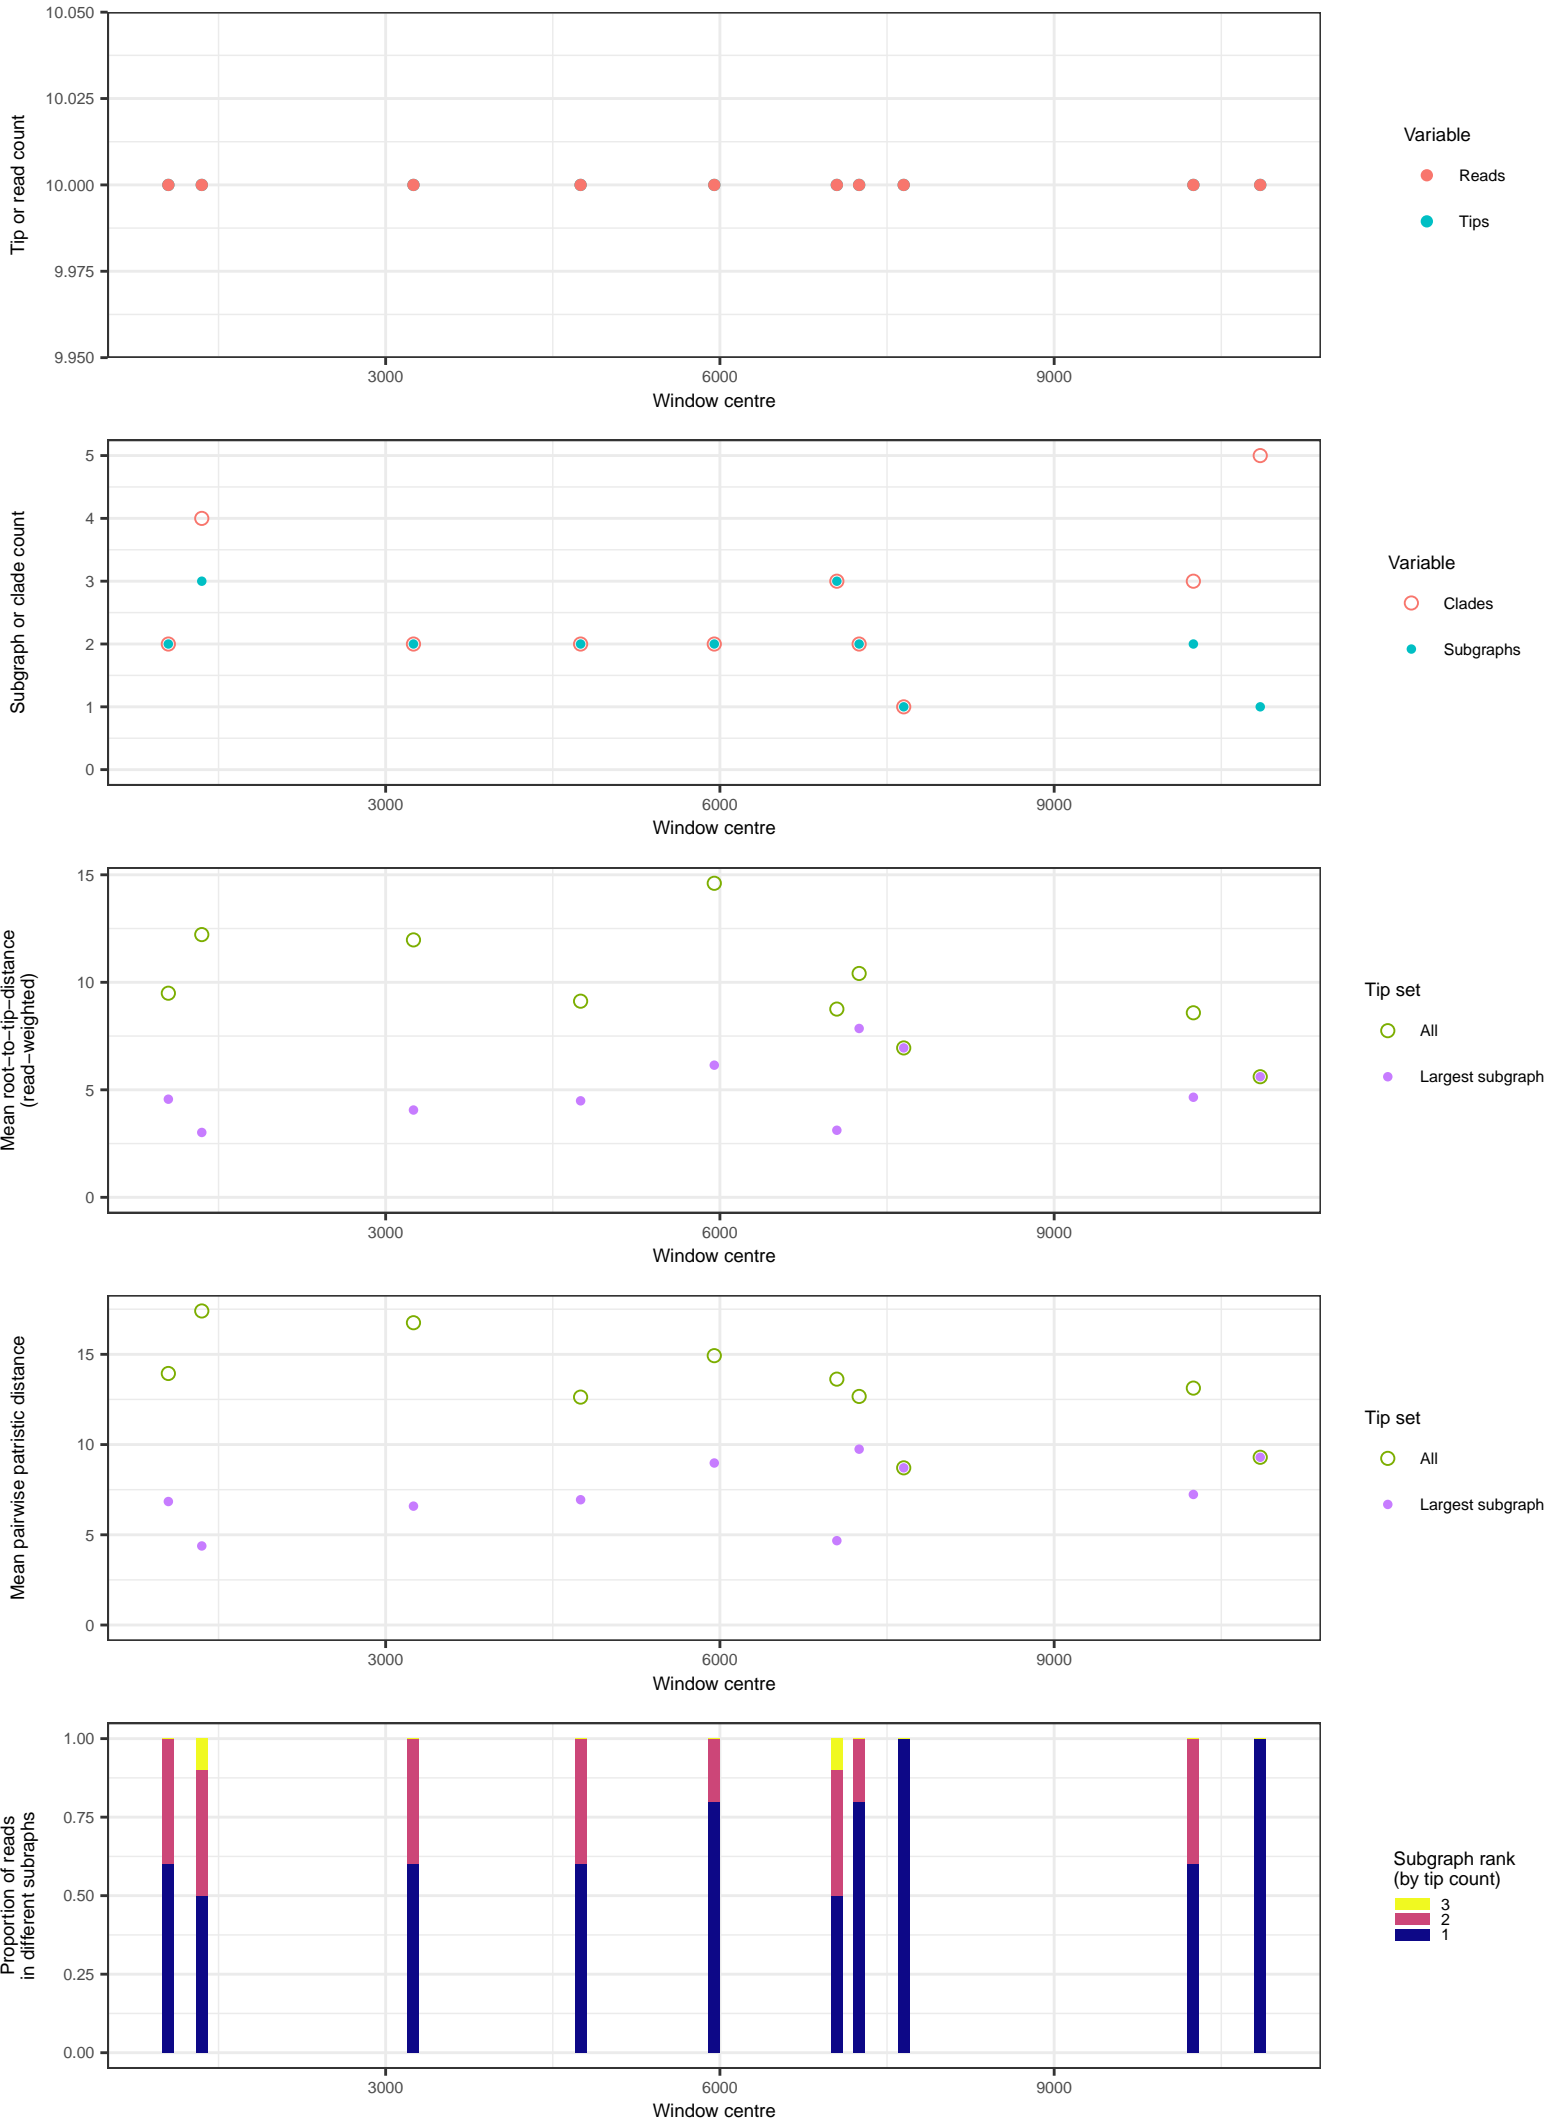 10.050
10.025
10.000
9.975
9.950
Tip or read count
3000
6000
9000
Window centre
Variable
Reads
Tips
5
4
3
2
1
0
Subgraph or clade count
3000
6000
9000
Window centre
Variable
Clades
Subgraphs
15
10
5
0
Mean root−to−tip−distance
(read−weighted)
3000
6000
9000
Window centre
Tip set
All
Largest subgraph
15
10
5
0
Mean pairwise patristic distance
3000
6000
9000
Window centre
Tip set
All
Largest subgraph
1.00
0.75
0.50
0.25
0.00
Proportion of reads
in different subraphs
3000
6000
9000
Window centre
Subgraph rank
(by tip count)
3
2
1